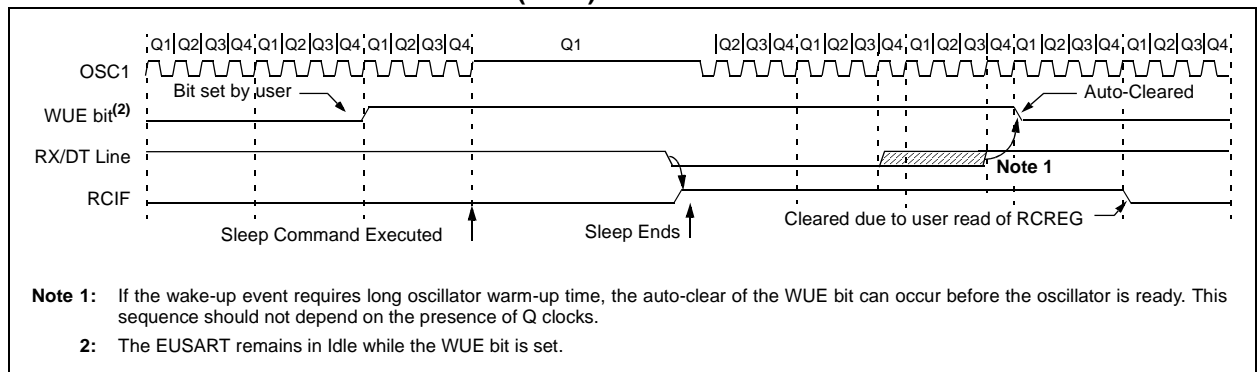 Q1 Q2 Q3 Q4 Q1 Q2 Q3 Q4 Q1 Q2 Q3 Q4 Q1 Q2 Q3 Q4 Q1 Q2 Q3 Q4 Q1 Q2 Q3 Q4 Q1 Q2 Q3 Q4
OSC1
Bit set by user
Auto-Cleared
WUE bit(2)
RX/DT Line
Note 1
RCIF
Cleared due to user read of RCREG
Sleep Command Executed
Sleep Ends
Note 1: If the wake-up event requires long oscillator warm-up time, the auto-clear of the WUE bit can occur before the oscillator is ready. This
sequence should not depend on the presence of Q clocks.
2: The EUSART remains in Idle while the WUE bit is set.